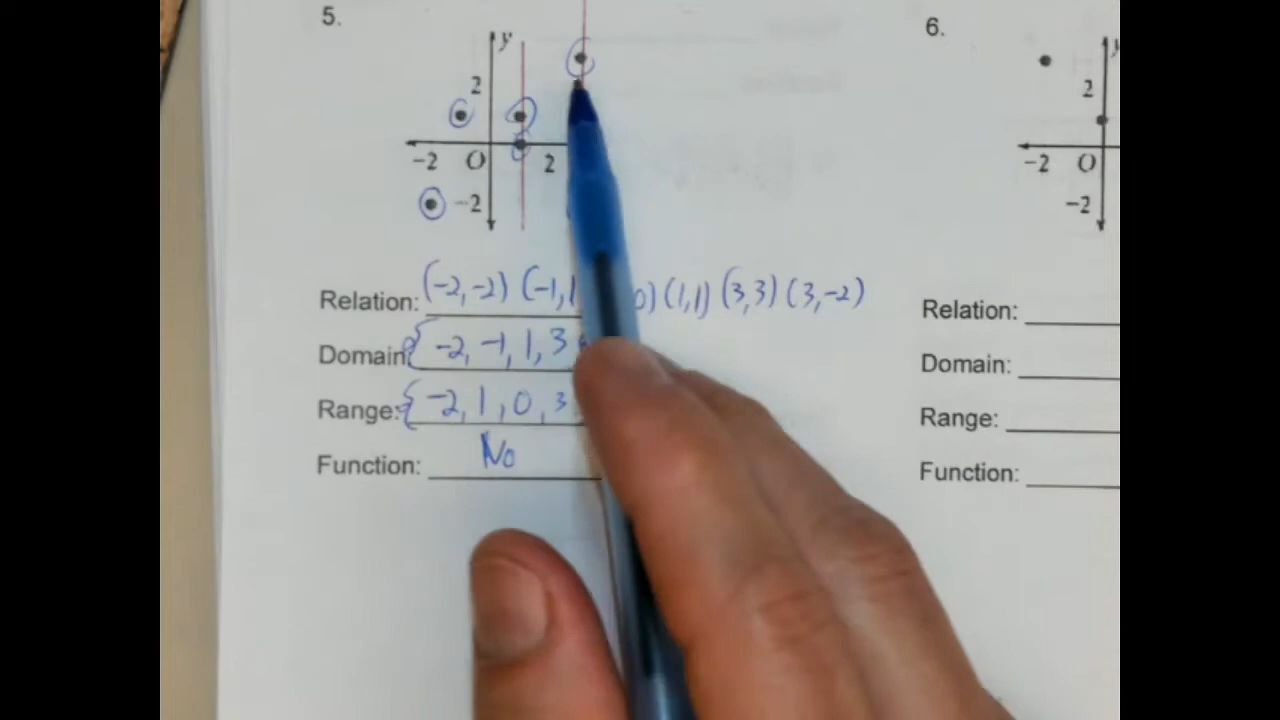 5.
y
2
-2 O 2
-2
Relation: (-2,-2) (-1,1 0) (1,1) (3,3) (3,-2)
Domain: { -2, -1, 1, 3
Range: { -2, 1, 0, 3
Function: No
6.
y
2
-2 O
-2
Relation:
Domain:
Range:
Function: